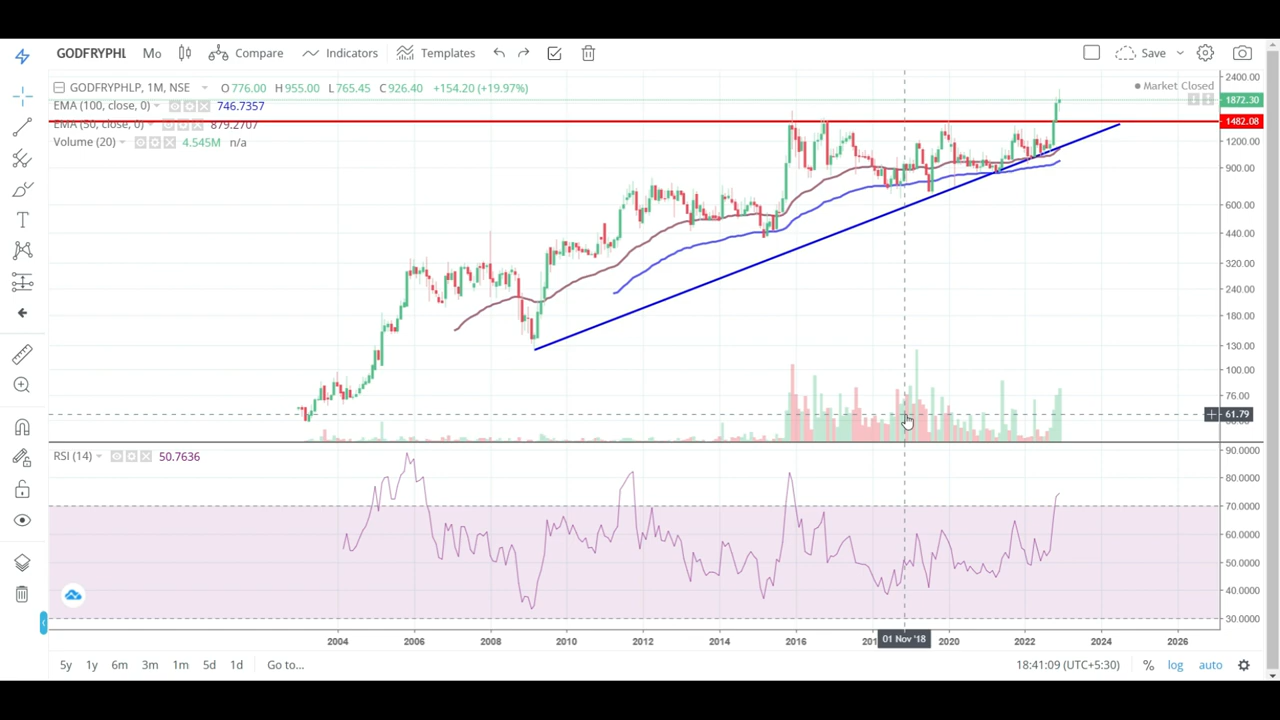 GODFRYPHL Mo Compare Indicators Templates Save
GODFRYPHLP, 1M, NSE O 776.00 H 955.00 L 765.45 C 926.40 +154.20 (+19.97%)
Market Closed
EMA (100, close, 0) 746.7357
EMA (50, close, 0) 879.2707
Volume (20) 4.545M n/a
2400.00
1872.30
1482.08
1200.00
900.00
600.00
440.00
320.00
240.00
180.00
130.00
100.00
76.00
61.79
RSI (14) 50.7636
90.0000
80.0000
70.0000
60.0000
50.0000
40.0000
30.0000
2004 2006 2008 2010 2012 2014 2016 01 Nov '18 2020 2022 2024 2026
5y 1y 6m 3m 1m 5d 1d Go to... 18:41:09 (UTC+5:30) % log auto